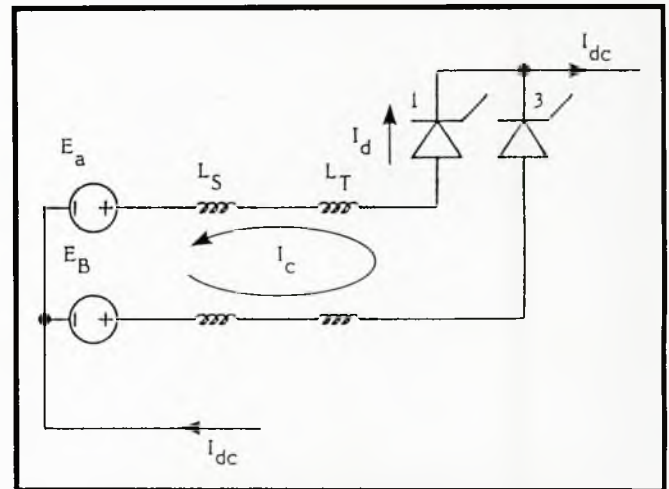 I_dc
1
3
I_d
E_a
L_S
L_T
E_B
I_c
I_dc